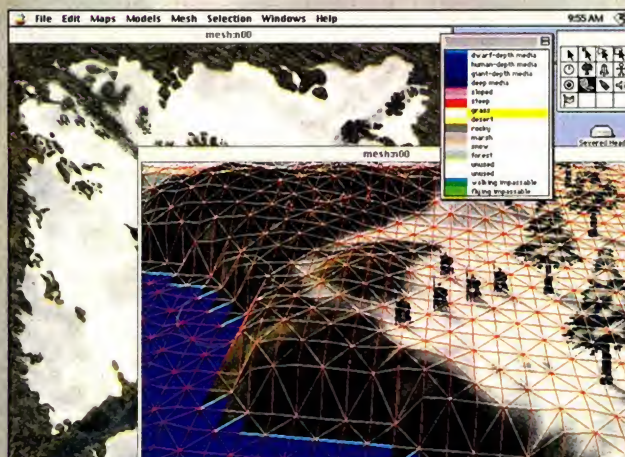 File Edit Maps Models Mesh Selection Windows Help 9:55 AM
mesh:n00
dwarf-depth media
human-depth media
giant-depth media
deep media
sloped
steep
grass
desert
rocky
marsh
snow
forest
unused
unused
walking impassable
flying impassable
Severed Head
mesh:n00